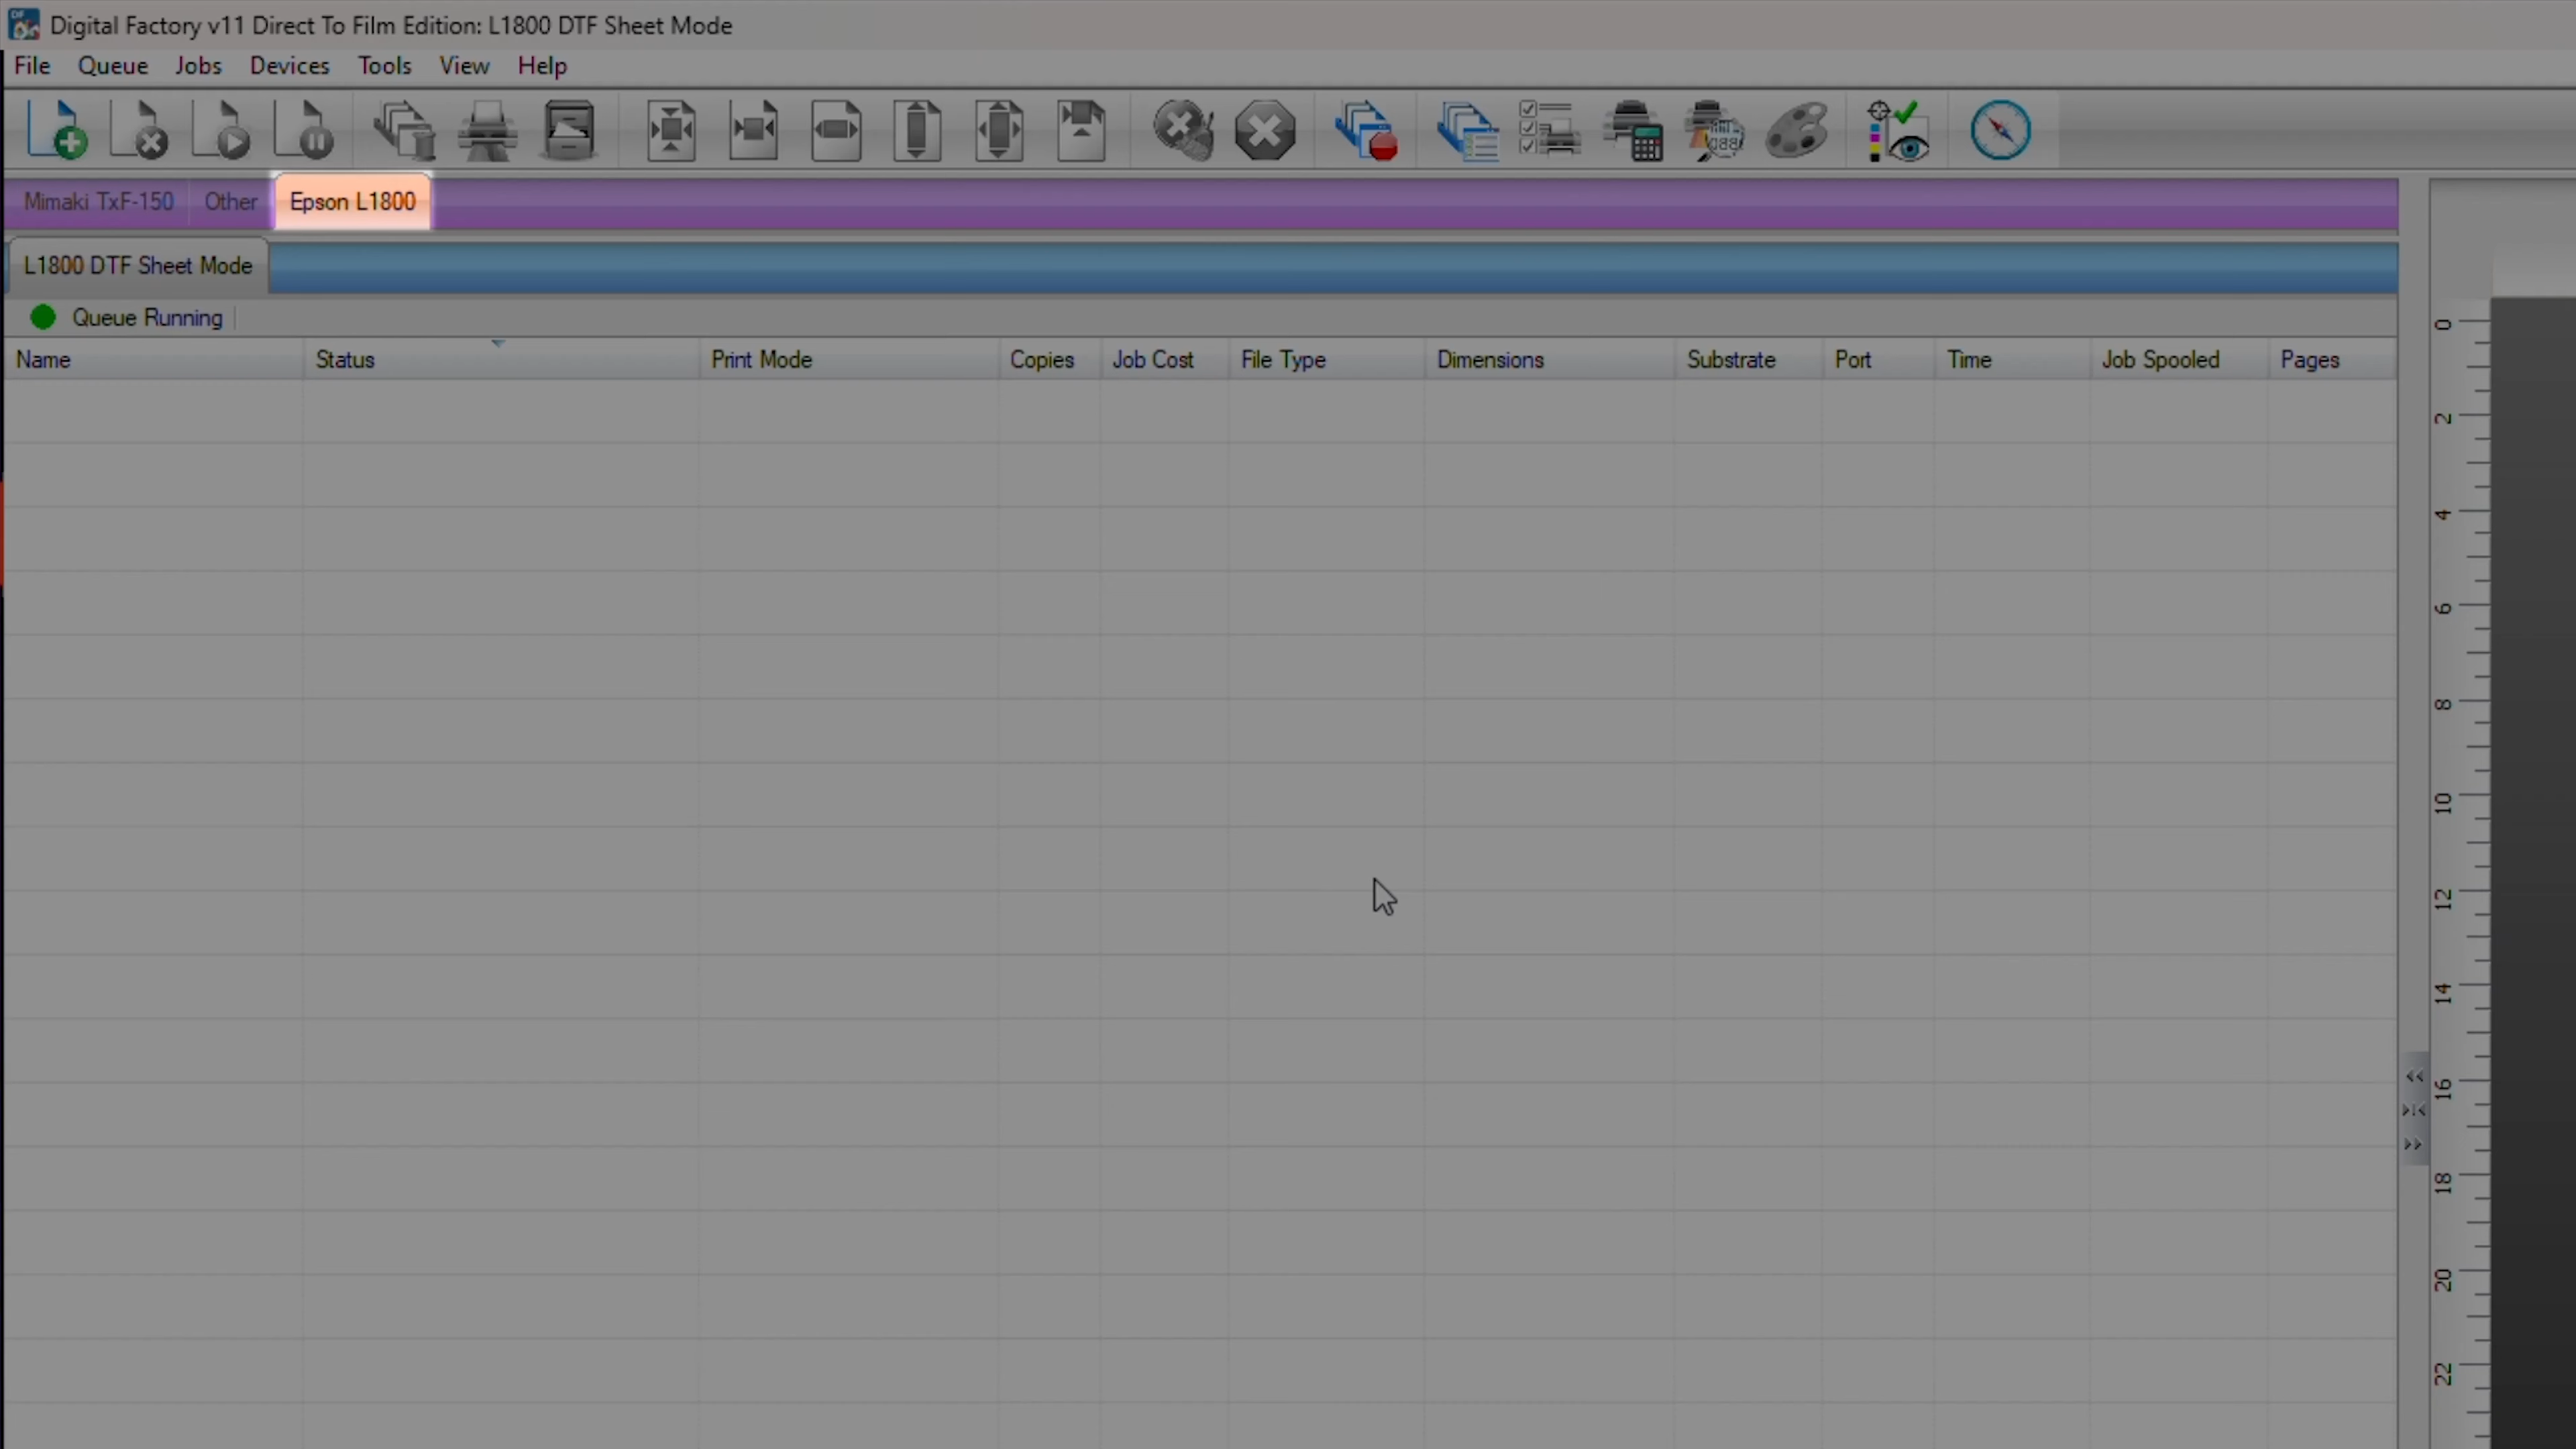 Digital Factory v11 Direct To Film Edition: L1800 DTF Sheet Mode
File Queue Jobs Devices Tools View Help
Mimaki TxF-150 Other Epson L1800
L1800 DTF Sheet Mode
Queue Running
Name Status Print Mode Copies Job Cost File Type Dimensions Substrate Port Time Job Spooled Pages
0
2
4
6
8
10
12
14
16
18
20
22